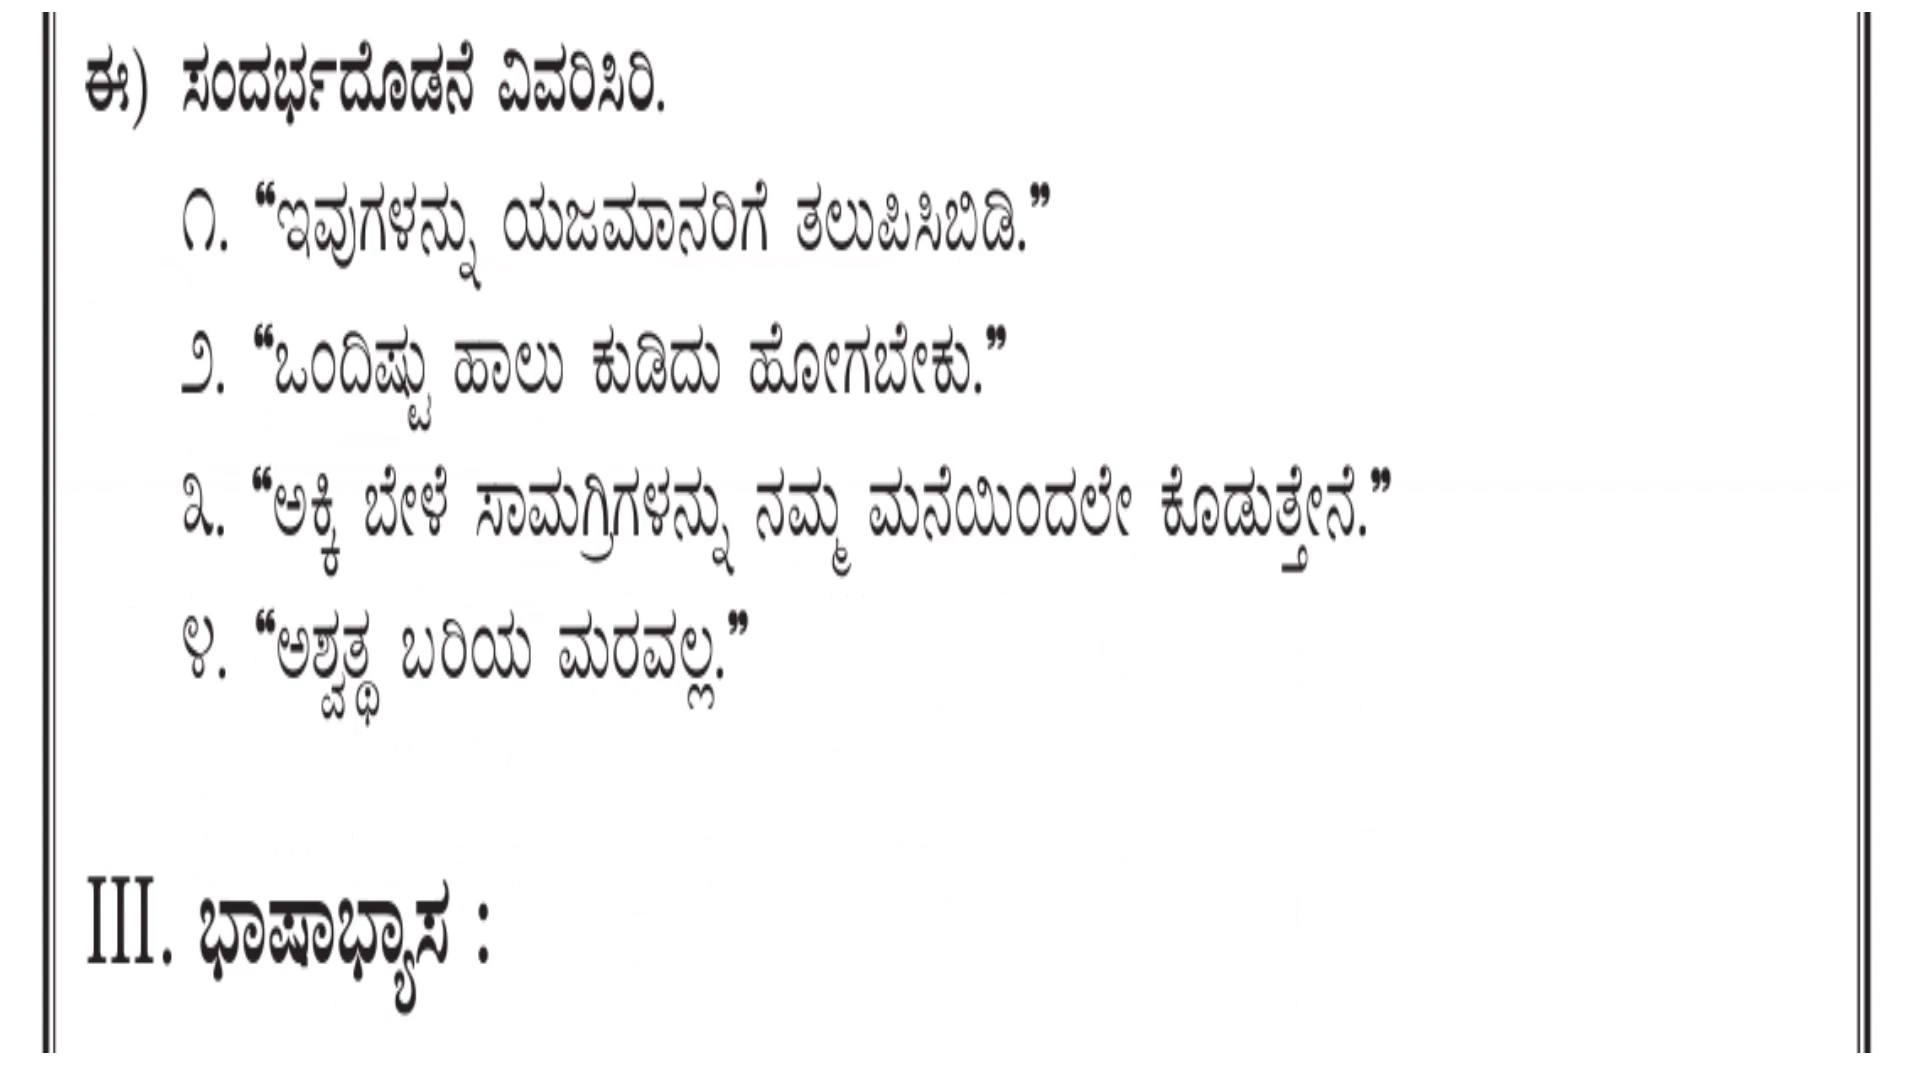 ಈ) ಸಂದರ್ಭದೊಡನೆ ವಿವರಿಸಿರಿ.
೧. “ಇವುಗಳನ್ನು ಯಜಮಾನರಿಗೆ ತಲುಪಿಸಿಬಿಡಿ.”
೨. “ಒಂದಿಷ್ಟು ಹಾಲು ಕುಡಿದು ಹೋಗಬೇಕು.”
೩. “ಅಕ್ಕಿ ಬೇಳೆ ಸಾಮಗ್ರಿಗಳನ್ನು ನಮ್ಮ ಮನೆಯಿಂದಲೇ ಕೊಡುತ್ತೇನೆ.”
೪. “ಅಶ್ವತ್ಥ ಬರಿಯ ಮರವಲ್ಲ.”
III. ಭಾಷಾಭ್ಯಾಸ :